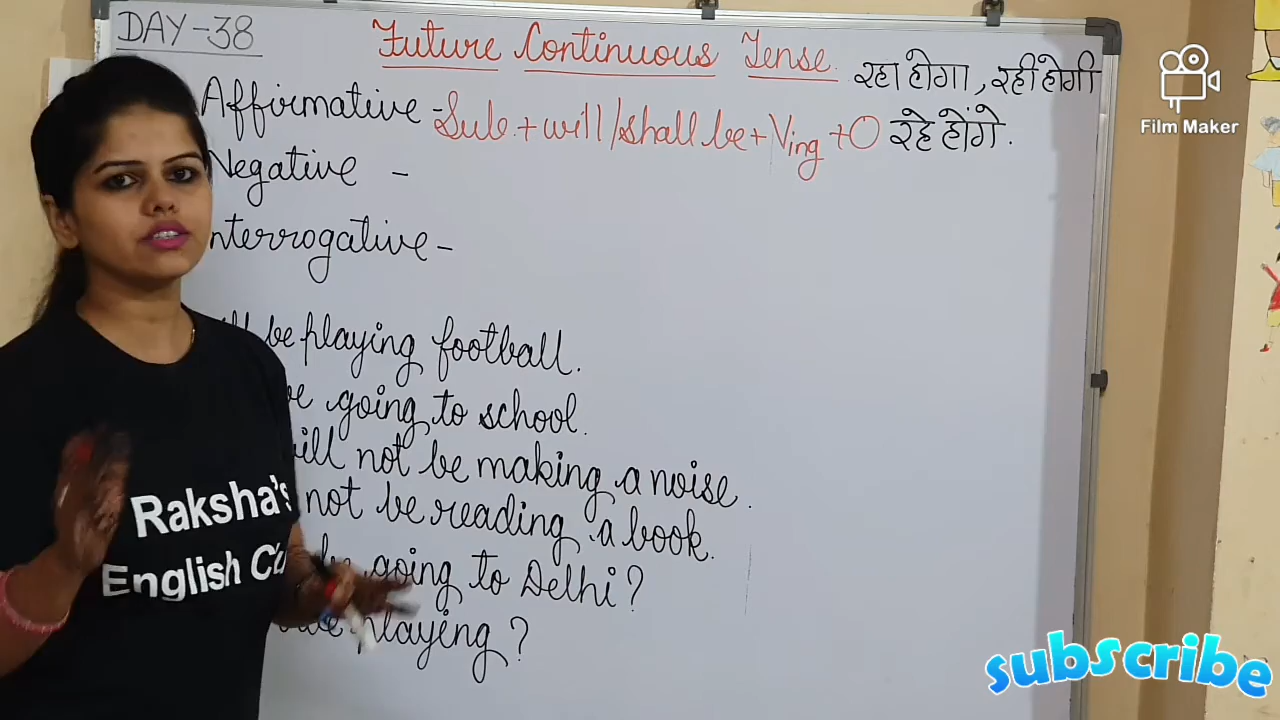 DAY-38
Future Continuous Tense
रहा होगा, रही होगी
रहे होंगे.
Affirmative - Sub. + will/shall be + Ving + O
Negative -
nterrogative -
be playing football.
going to school.
ill not be making a noise.
not be reading a book.
going to Delhi?
playing?
Raksha's
English
Film Maker
subscribe